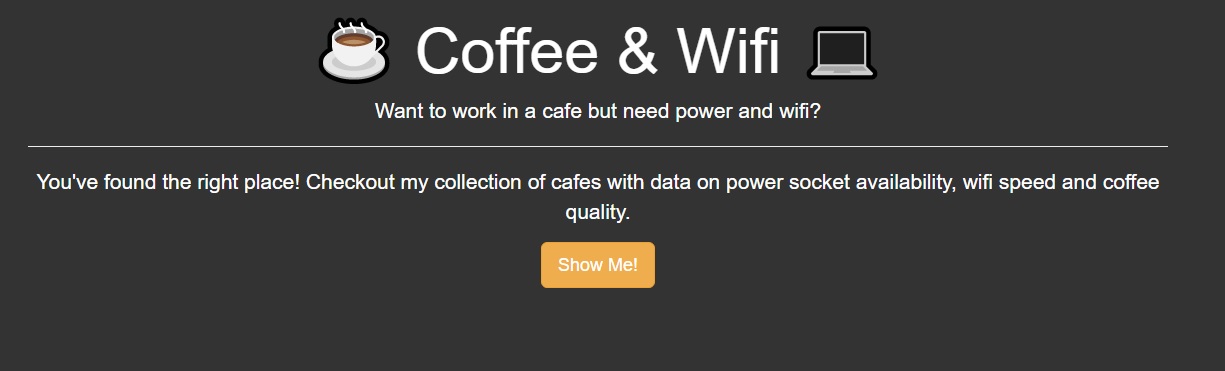 Coffee & Wifi
Want to work in a cafe but need power and wifi?
You've found the right place! Checkout my collection of cafes with data on power socket availability, wifi speed and coffee
quality.
Show Me!